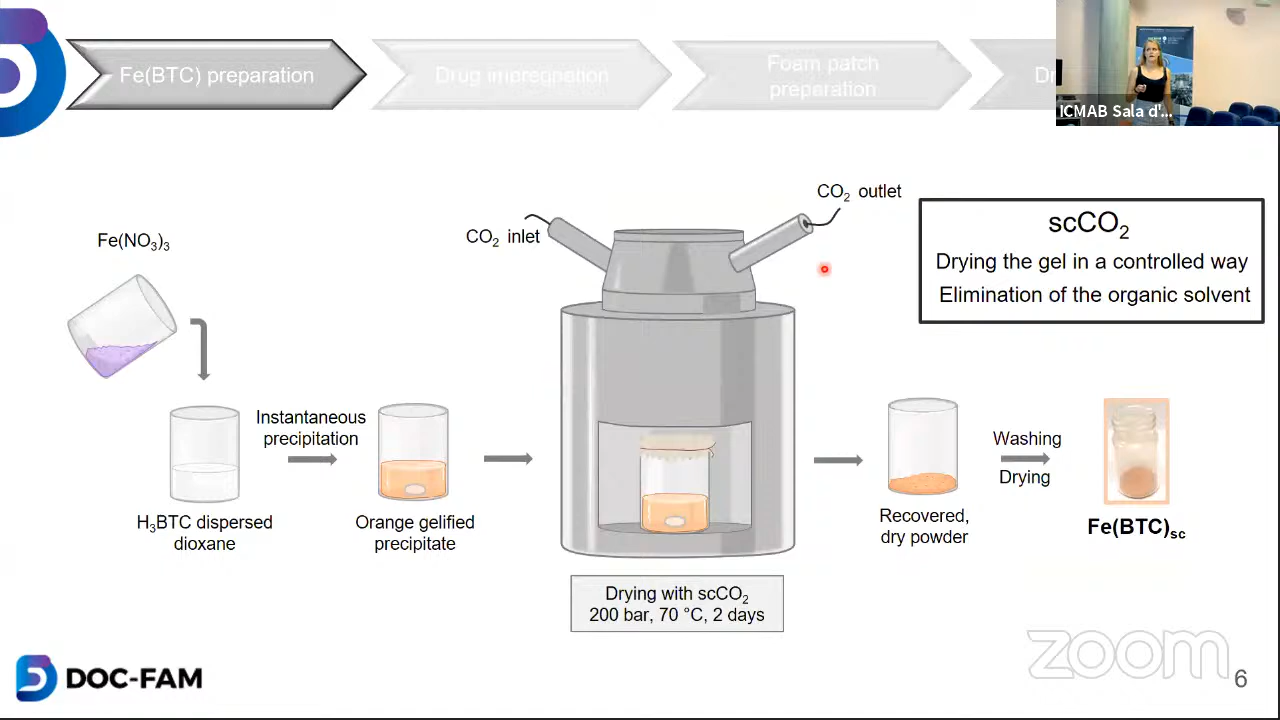 Fe(BTC) preparation
Drug impregnation
Foam patch
preparation
Dr
ICMAB Sala d'...
CO₂ outlet
CO₂ inlet
Fe(NO₃)₃
scCO₂
Drying the gel in a controlled way
Elimination of the organic solvent
Instantaneous
precipitation
Washing
Drying
H₃BTC dispersed
dioxane
Orange gelified
precipitate
Recovered,
dry powder
Fe(BTC)sc
Drying with scCO₂
200 bar, 70 °C, 2 days
zoom
DOC-FAM
6